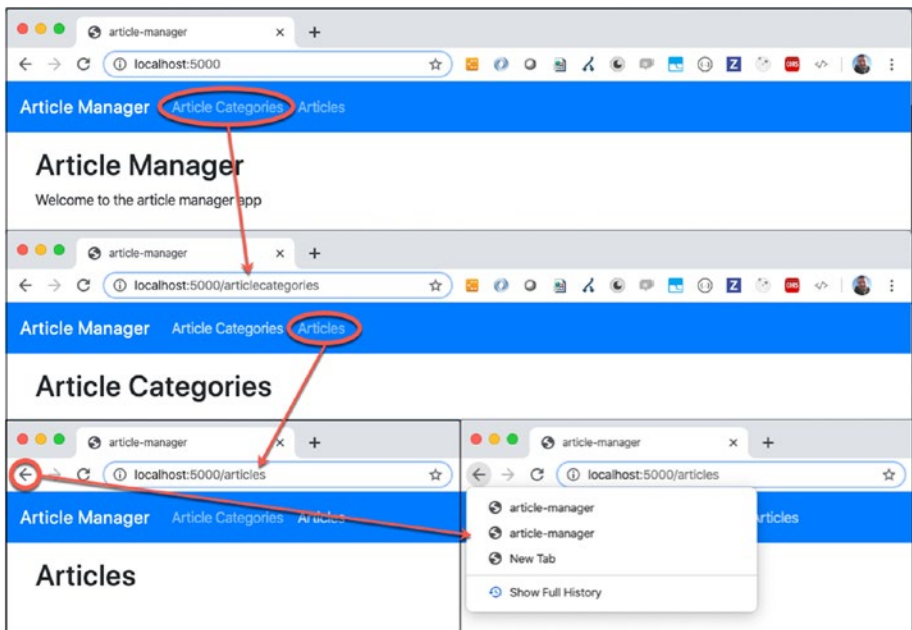 article-manager
localhost:5000
Article Manager Article Categories Articles
Article Manager
Welcome to the article manager app
article-manager
localhost:5000/articlecategories
Article Manager Article Categories Articles
Article Categories
article-manager
localhost:5000/articles
Article Manager Article Categories Articles
Articles
article-manager
localhost:5000/articles
article-manager
article-manager
New Tab
Show Full History